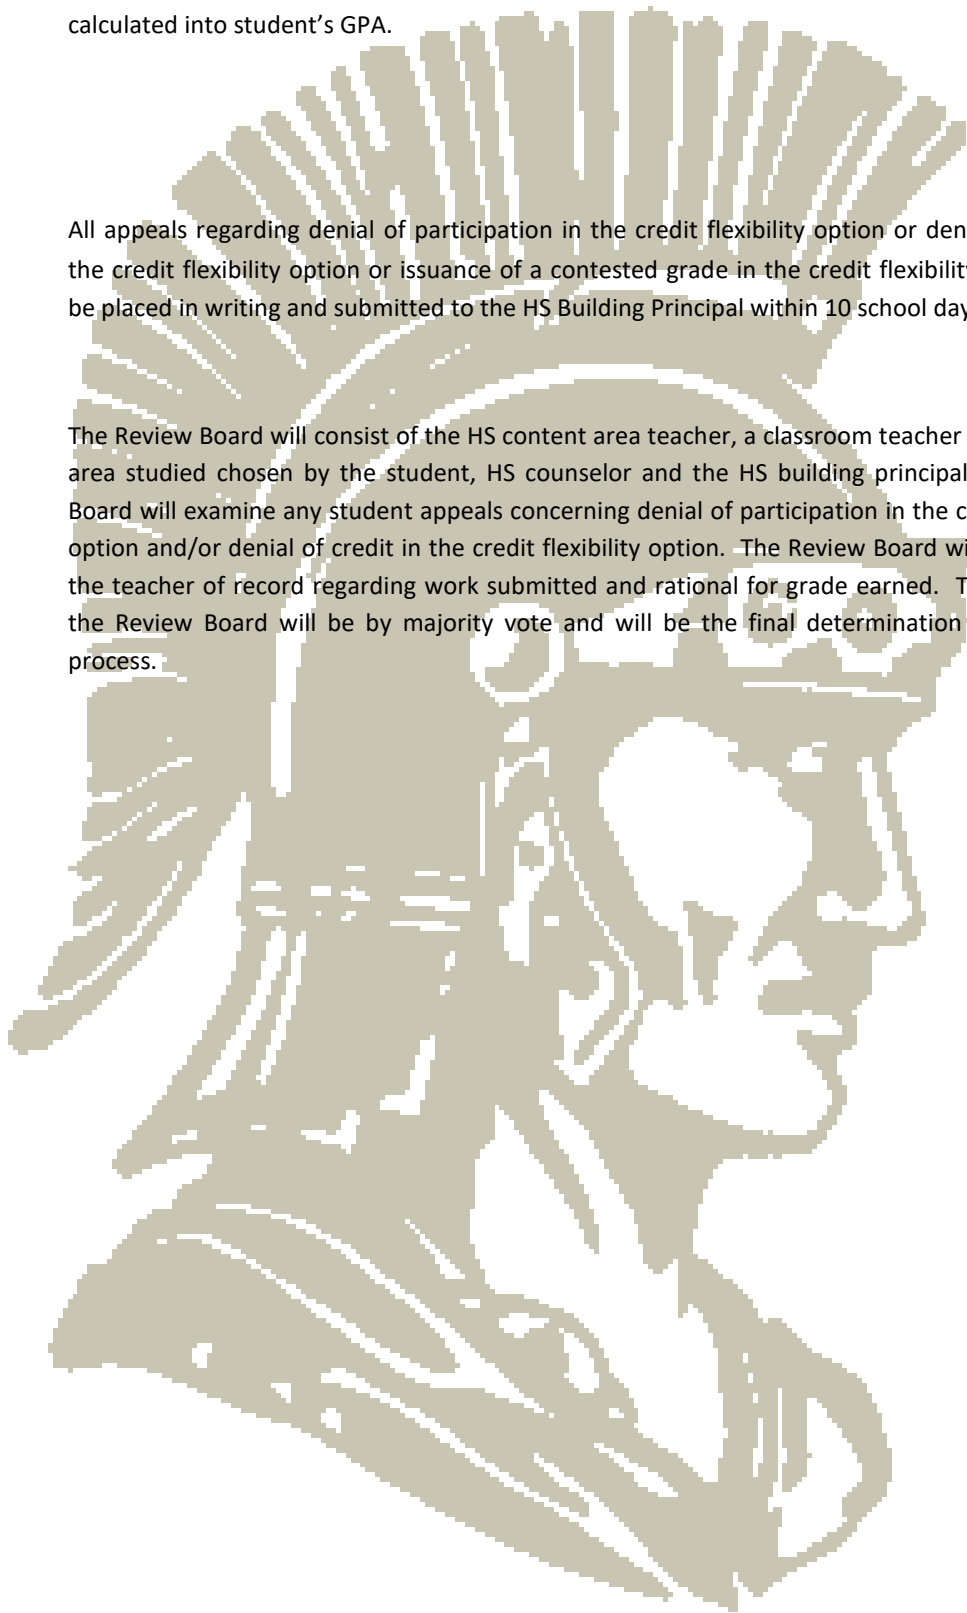 calculated into student’s GPA.
All appeals regarding denial of participation in the credit flexibility option or
the credit flexibility option or issuance of a contested grade in the credit flexibility
be placed in writing and submitted to the HS Building Principal within 10 school
The Review Board will consist of the HS content area teacher, a classroom teacher
area studied chosen by the student, HS counselor and the HS building principal
Board will examine any student appeals concerning denial of participation in the
option and/or denial of credit in the credit flexibility option. The Review Board
the teacher of record regarding work submitted and rational for grade earned.
the Review Board will be by majority vote and will be the final determination
process.